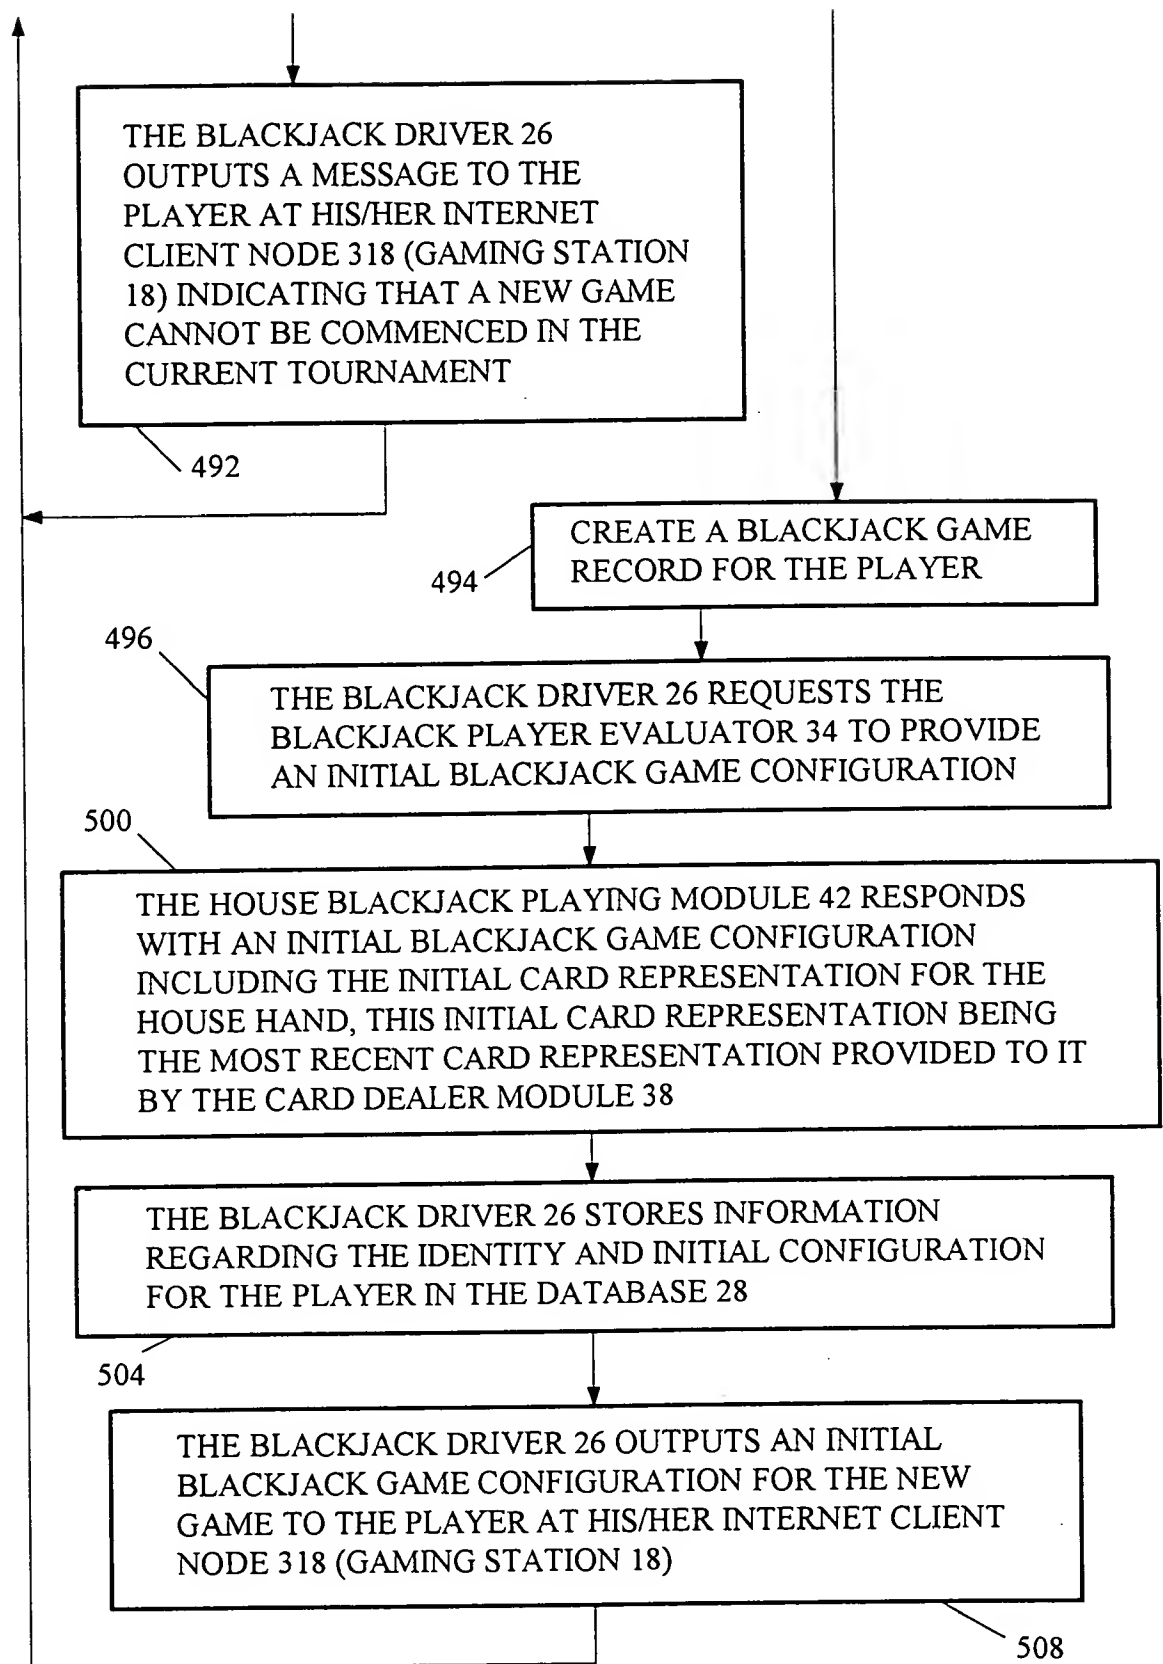 THE BLACKJACK DRIVER 26
OUTPUTS A MESSAGE TO THE
PLAYER AT HIS/HER INTERNET
CLIENT NODE 318 (GAMING STATION
18) INDICATING THAT A NEW GAME
CANNOT BE COMMENCED IN THE
CURRENT TOURNAMENT
492
CREATE A BLACKJACK GAME
RECORD FOR THE PLAYER
494
496
THE BLACKJACK DRIVER 26 REQUESTS THE
BLACKJACK PLAYER EVALUATOR 34 TO PROVIDE
AN INITIAL BLACKJACK GAME CONFIGURATION
500
THE HOUSE BLACKJACK PLAYING MODULE 42 RESPONDS
WITH AN INITIAL BLACKJACK GAME CONFIGURATION
INCLUDING THE INITIAL CARD REPRESENTATION FOR THE
HOUSE HAND, THIS INITIAL CARD REPRESENTATION BEING
THE MOST RECENT CARD REPRESENTATION PROVIDED TO IT
BY THE CARD DEALER MODULE 38
THE BLACKJACK DRIVER 26 STORES INFORMATION
REGARDING THE IDENTITY AND INITIAL CONFIGURATION
FOR THE PLAYER IN THE DATABASE 28
504
THE BLACKJACK DRIVER 26 OUTPUTS AN INITIAL
BLACKJACK GAME CONFIGURATION FOR THE NEW
GAME TO THE PLAYER AT HIS/HER INTERNET CLIENT
NODE 318 (GAMING STATION 18)
508